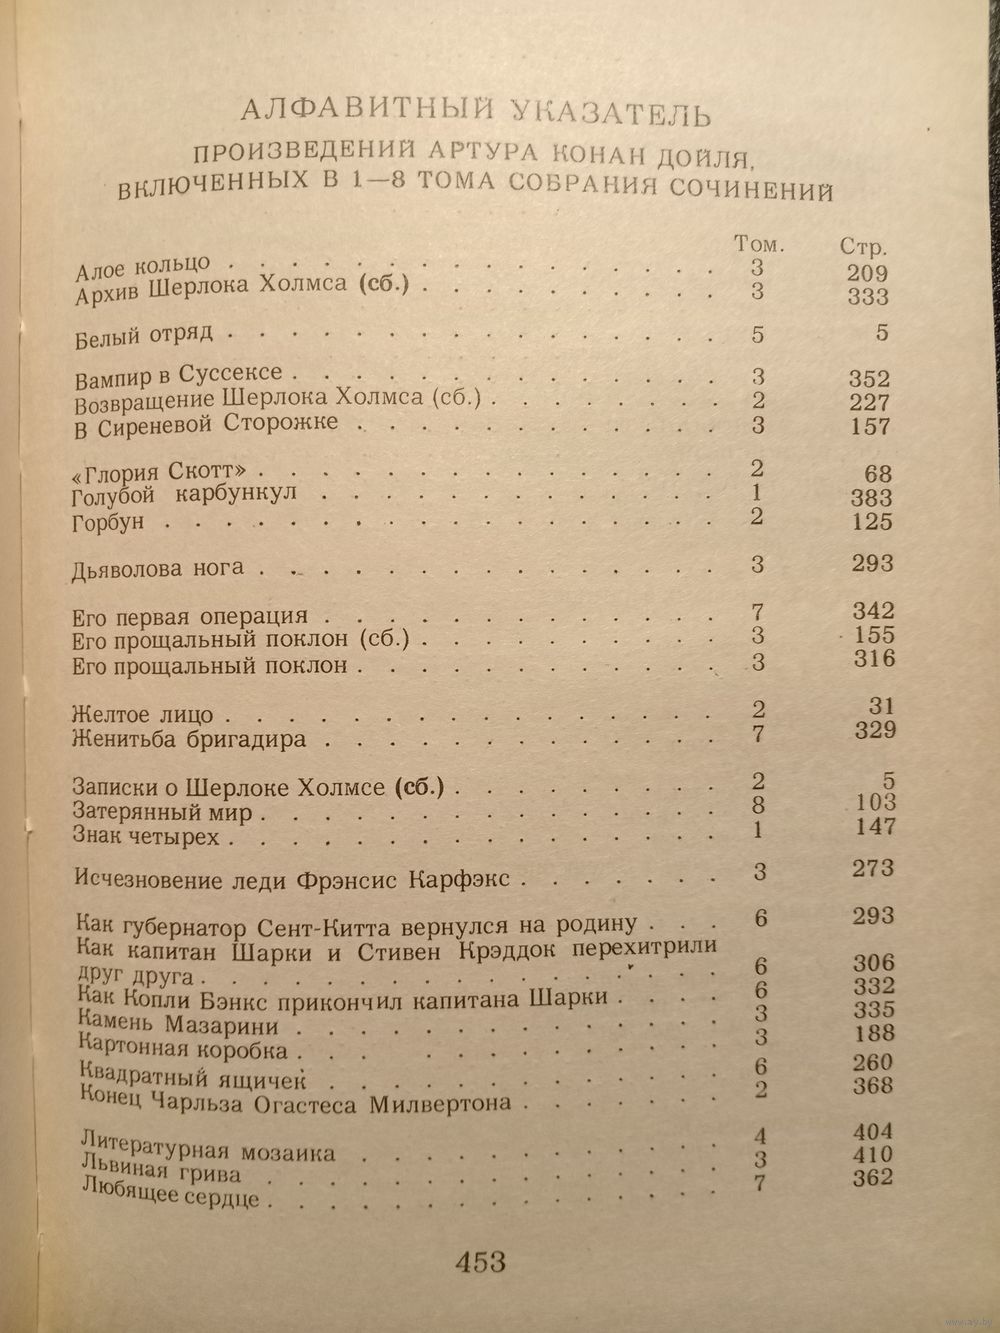 АЛФАВИТНЫЙ УКАЗАТЕЛЬ
ПРОИЗВЕДЕНИЙ АРТУРА КОНАН ДОЙЛЯ,
ВКЛЮЧЕННЫХ В 1—8 ТОМА СОБРАНИЯ СОЧИНЕНИЙ
Том. Стр.
Алое кольцо . . . . . . . . . . . . . . . . 3 209
Архив Шерлока Холмса (сб.) . . . . . . . . . . 3 333
Белый отряд . . . . . . . . . . . . . . . . 5 5
Вампир в Суссексе . . . . . . . . . . . . . . 3 352
Возвращение Шерлока Холмса (сб.) . . . . . . . . 2 227
В Сиреневой Сторожке . . . . . . . . . . . . 3 157
«Глория Скотт» . . . . . . . . . . . . . . . 2 68
Голубой карбункул . . . . . . . . . . . . . 1 383
Горбун . . . . . . . . . . . . . . . . . . 2 125
Дьяволова нога . . . . . . . . . . . . . . . 3 293
Его первая операция . . . . . . . . . . . . . 7 342
Его прощальный поклон (сб.) . . . . . . . . . . 3 155
Его прощальный поклон . . . . . . . . . . . . 3 316
Желтое лицо . . . . . . . . . . . . . . . . 2 31
Женитьба бригадира . . . . . . . . . . . . . 7 329
Записки о Шерлоке Холмсе (сб.) . . . . . . . . . 2 5
Затерянный мир . . . . . . . . . . . . . . . 8 103
Знак четырех . . . . . . . . . . . . . . . . 1 147
Исчезновение леди Фрэнсис Карфэкс . . . . . . . 3 273
Как губернатор Сент-Китта вернулся на родину . . . 6 293
Как капитан Шарки и Стивен Крэддок перехитрили
друг друга . . . . . . . . . . . . . . . . . 6 306
Как Копли Бэнкс прикончил капитана Шарки . . . . 6 332
Камень Мазарини . . . . . . . . . . . . . . 3 335
Картонная коробка . . . . . . . . . . . . . 3 188
Квадратный ящичек . . . . . . . . . . . . . 6 260
Конец Чарльза Огастеса Милвертона . . . . . . . 2 368
Литературная мозаика . . . . . . . . . . . . 4 404
Львиная грива . . . . . . . . . . . . . . . 3 410
Любящее сердце . . . . . . . . . . . . . . . 7 362
453
www.ay.by